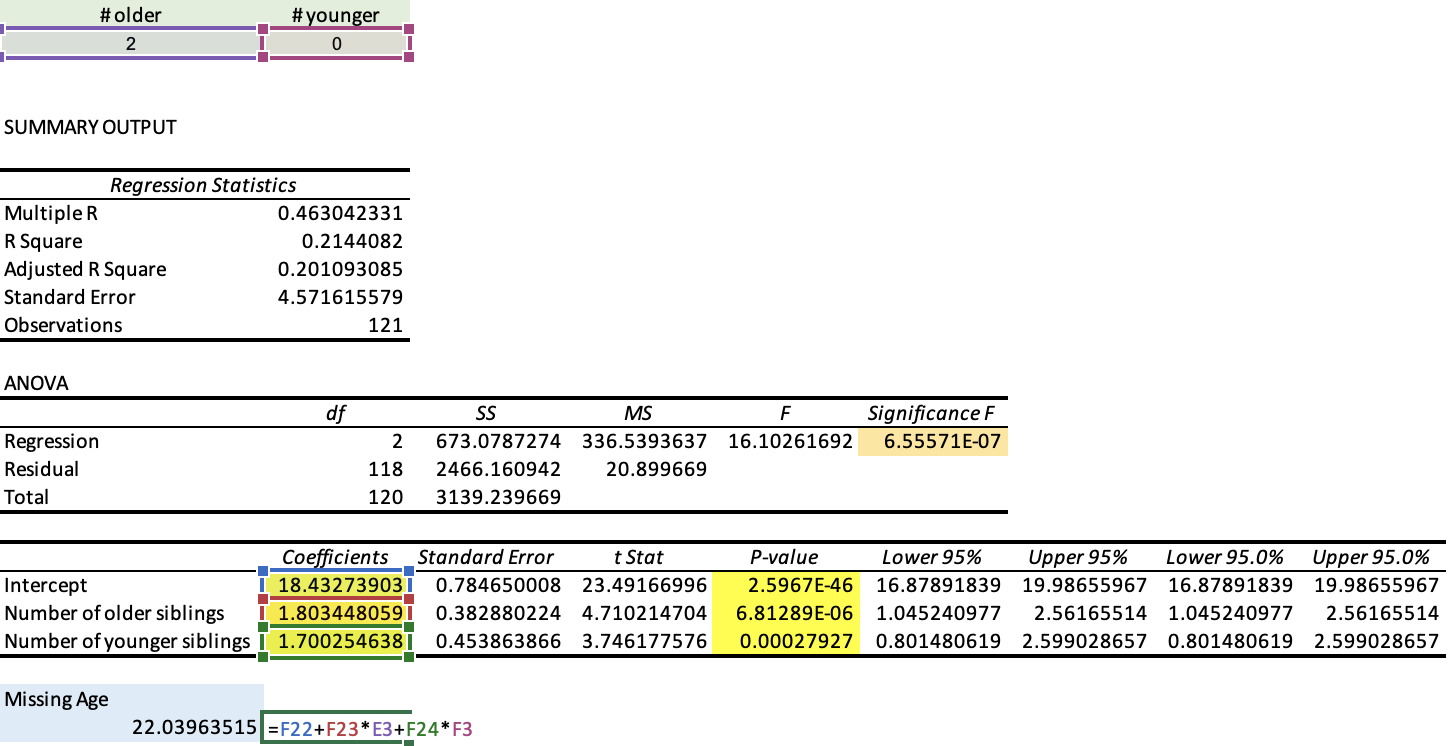 # older # younger
2 0
SUMMARY OUTPUT
Regression Statistics
Multiple R 0.463042331
R Square 0.2144082
Adjusted R Square 0.201093085
Standard Error 4.571615579
Observations 121
ANOVA
df SS MS F Significance F
Regression 2 673.0787274 336.5393637 16.10261692 6.55571E-07
Residual 118 2466.160942 20.899669
Total 120 3139.239669
Coefficients Standard Error t Stat P-value Lower 95% Upper 95% Lower 95.0% Upper 95.0%
Intercept 18.43273903 0.784650008 23.49166996 2.5967E-46 16.87891839 19.98655967 16.87891839 19.98655967
Number of older siblings 1.803448059 0.382880224 4.710214704 6.81289E-06 1.045240977 2.56165514 1.045240977 2.56165514
Number of younger siblings 1.700254638 0.453863866 3.746177576 0.00027927 0.801480619 2.599028657 0.801480619 2.599028657
Missing Age
22.03963515 =F22+F23*E3+F24*F3